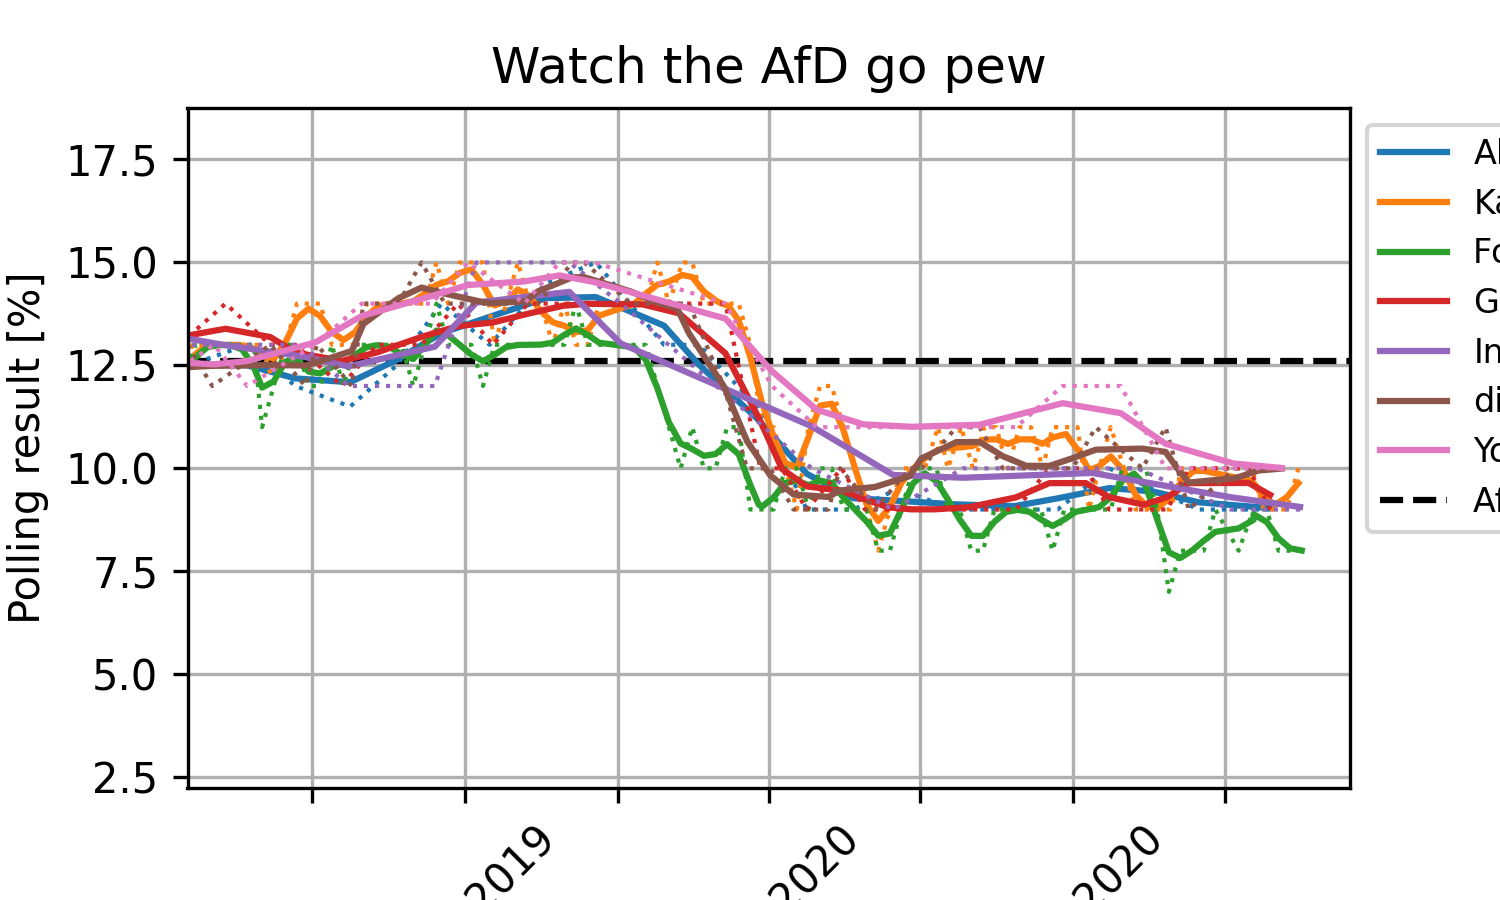 Watch the AfD go pew
Polling result [%]
17.5
15.0
12.5
10.0
7.5
5.0
2.5
2019
2020
2020
Al
Ka
Fo
G
In
di
Yo
Af